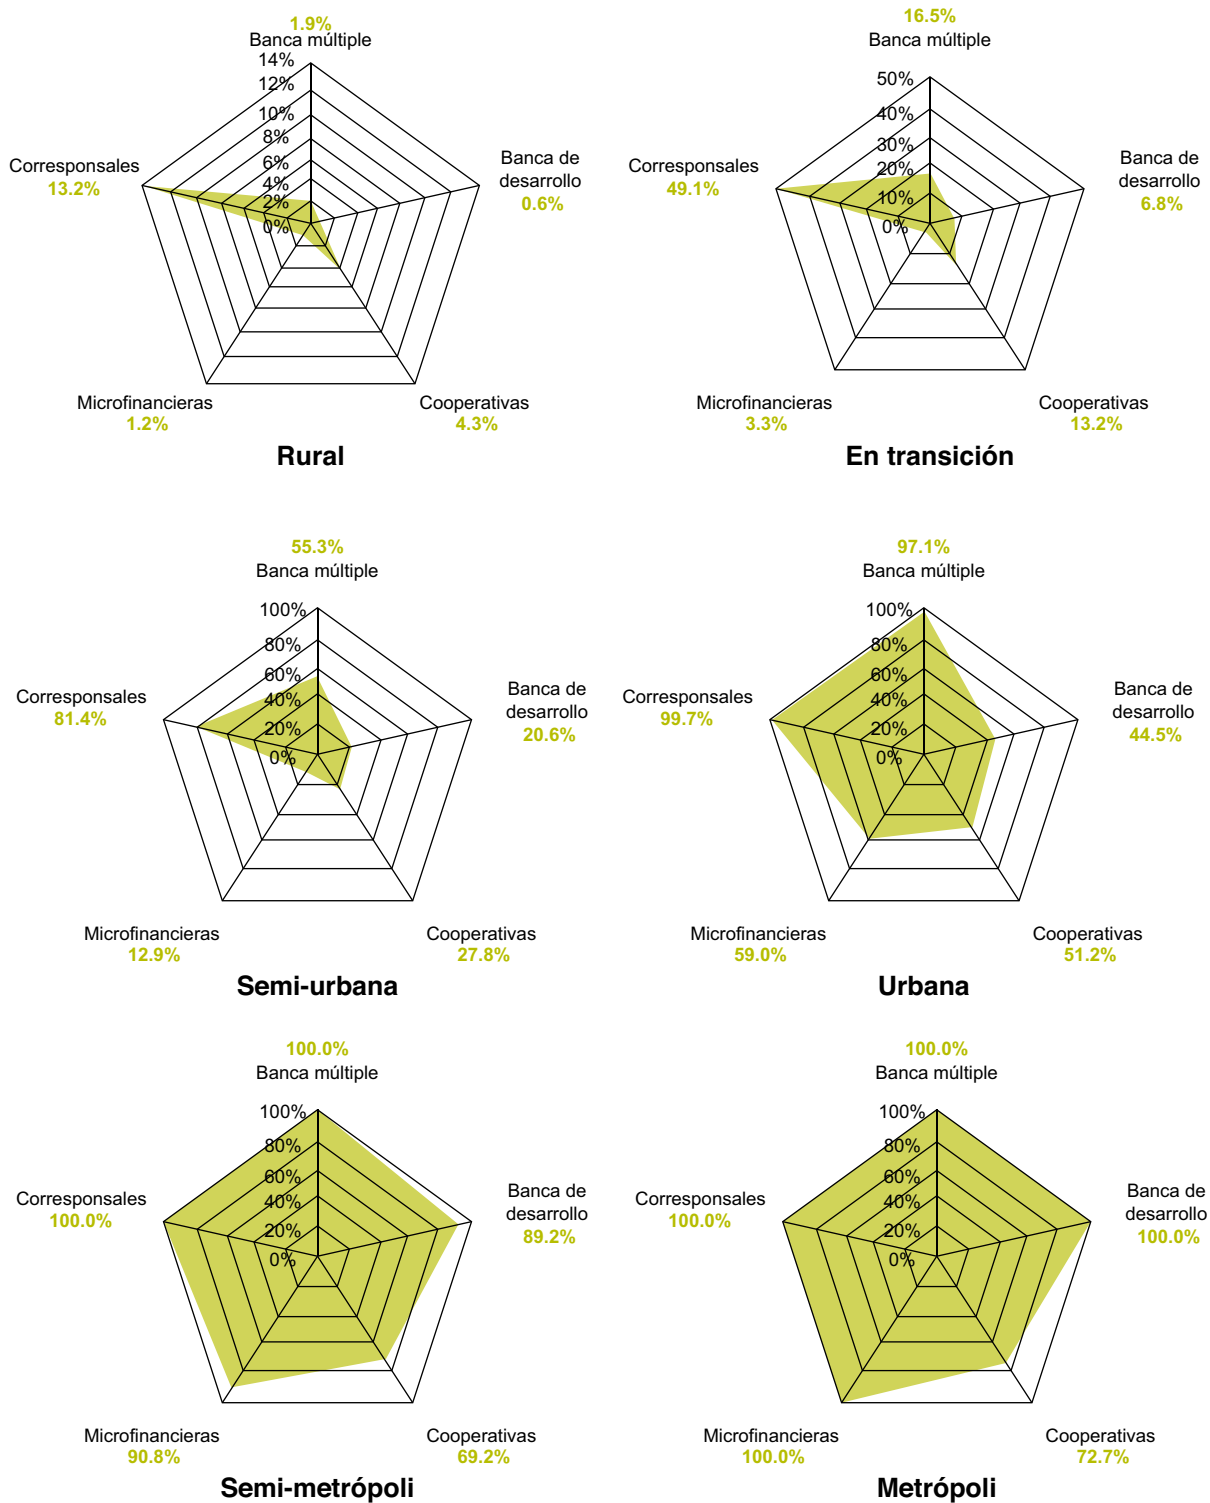 1.9%
Banca múltiple
14%
12%
10%
8%
6%
4%
2%
0%
Corresponsales
13.2%
Banca de
desarrollo
0.6%
Microfinancieras
1.2%
Cooperativas
4.3%
Rural
16.5%
Banca múltiple
50%
40%
30%
20%
10%
0%
Corresponsales
49.1%
Banca de
desarrollo
6.8%
Microfinancieras
3.3%
Cooperativas
13.2%
En transición
55.3%
Banca múltiple
100%
80%
60%
40%
20%
0%
Corresponsales
81.4%
Banca de
desarrollo
20.6%
Microfinancieras
12.9%
Cooperativas
27.8%
Semi-urbana
97.1%
Banca múltiple
100%
80%
60%
40%
20%
0%
Corresponsales
99.7%
Banca de
desarrollo
44.5%
Microfinancieras
59.0%
Cooperativas
51.2%
Urbana
100.0%
Banca múltiple
100%
80%
60%
40%
20%
0%
Corresponsales
100.0%
Banca de
desarrollo
89.2%
Microfinancieras
90.8%
Cooperativas
69.2%
Semi-metrópoli
100.0%
Banca múltiple
100%
80%
60%
40%
20%
0%
Corresponsales
100.0%
Banca de
desarrollo
100.0%
Microfinancieras
100.0%
Cooperativas
72.7%
Metrópoli